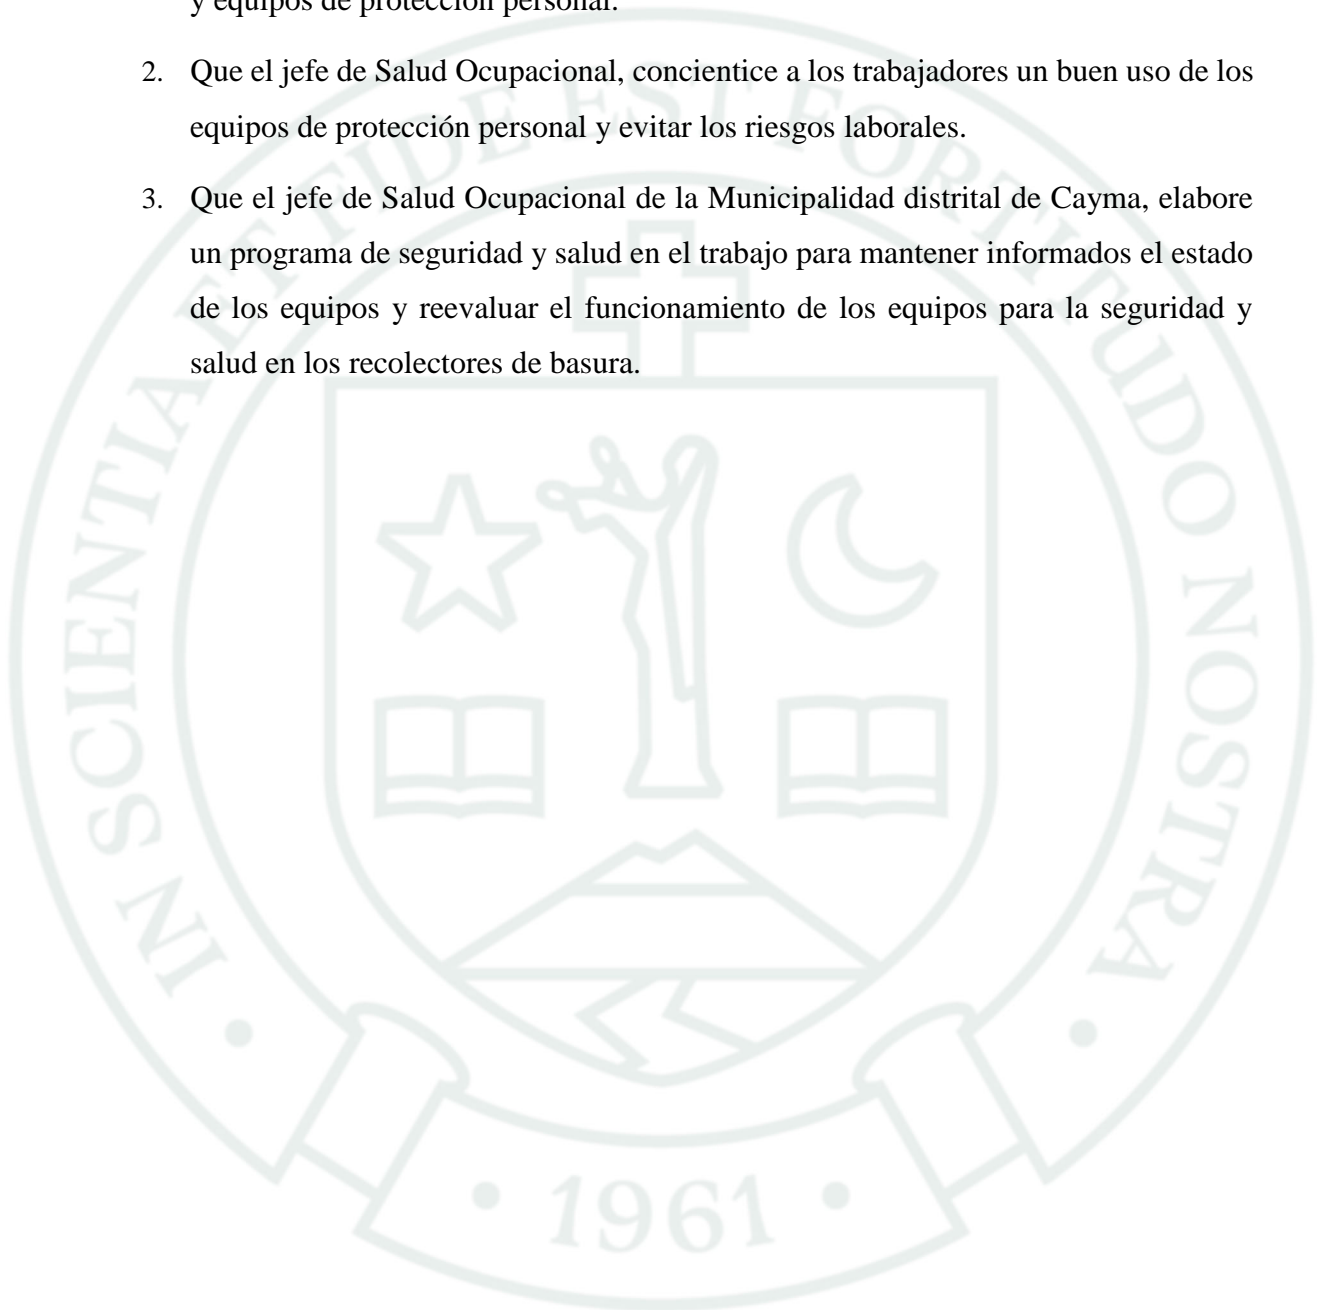 y equipos de protección personal.
2. Que el jefe de Salud Ocupacional, concientice a los trabajadores un buen uso de los
equipos de protección personal y evitar los riesgos laborales.
3. Que el jefe de Salud Ocupacional de la Municipalidad distrital de Cayma, elabore
un programa de seguridad y salud en el trabajo para mantener informados el estado
de los equipos y reevaluar el funcionamiento de los equipos para la seguridad y
salud en los recolectores de basura.
IN SCIENTIA ET FIDE EST FORTITUDO NOSTRA
• 1961 •